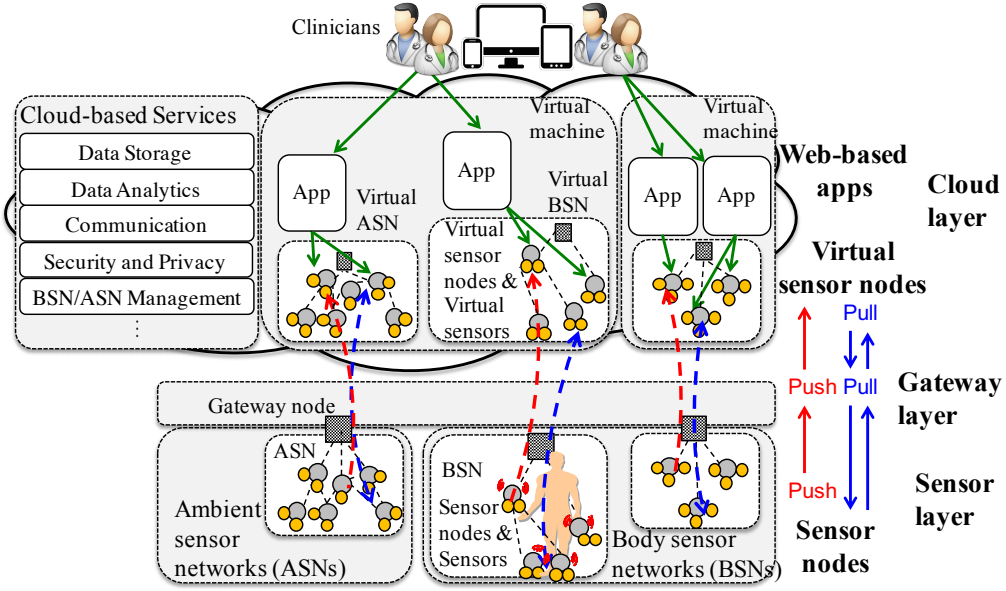 Clinicians
Cloud-based Services
Data Storage
Data Analytics
Communication
Security and Privacy
BSN/ASN Management
⋮
Virtual
machine
App
Virtual
ASN
App
Virtual
BSN
Virtual
sensor
nodes &
Virtual
sensors
Virtual
machine
App
App
Web-based
apps
Cloud
layer
Virtual
sensor nodes
Pull
Push
Pull
Gateway
layer
Gateway node
ASN
Ambient
sensor
networks (ASNs)
BSN
Sensor
nodes &
Sensors
Body sensor
networks (BSNs)
Push
Sensor
nodes
Sensor
layer